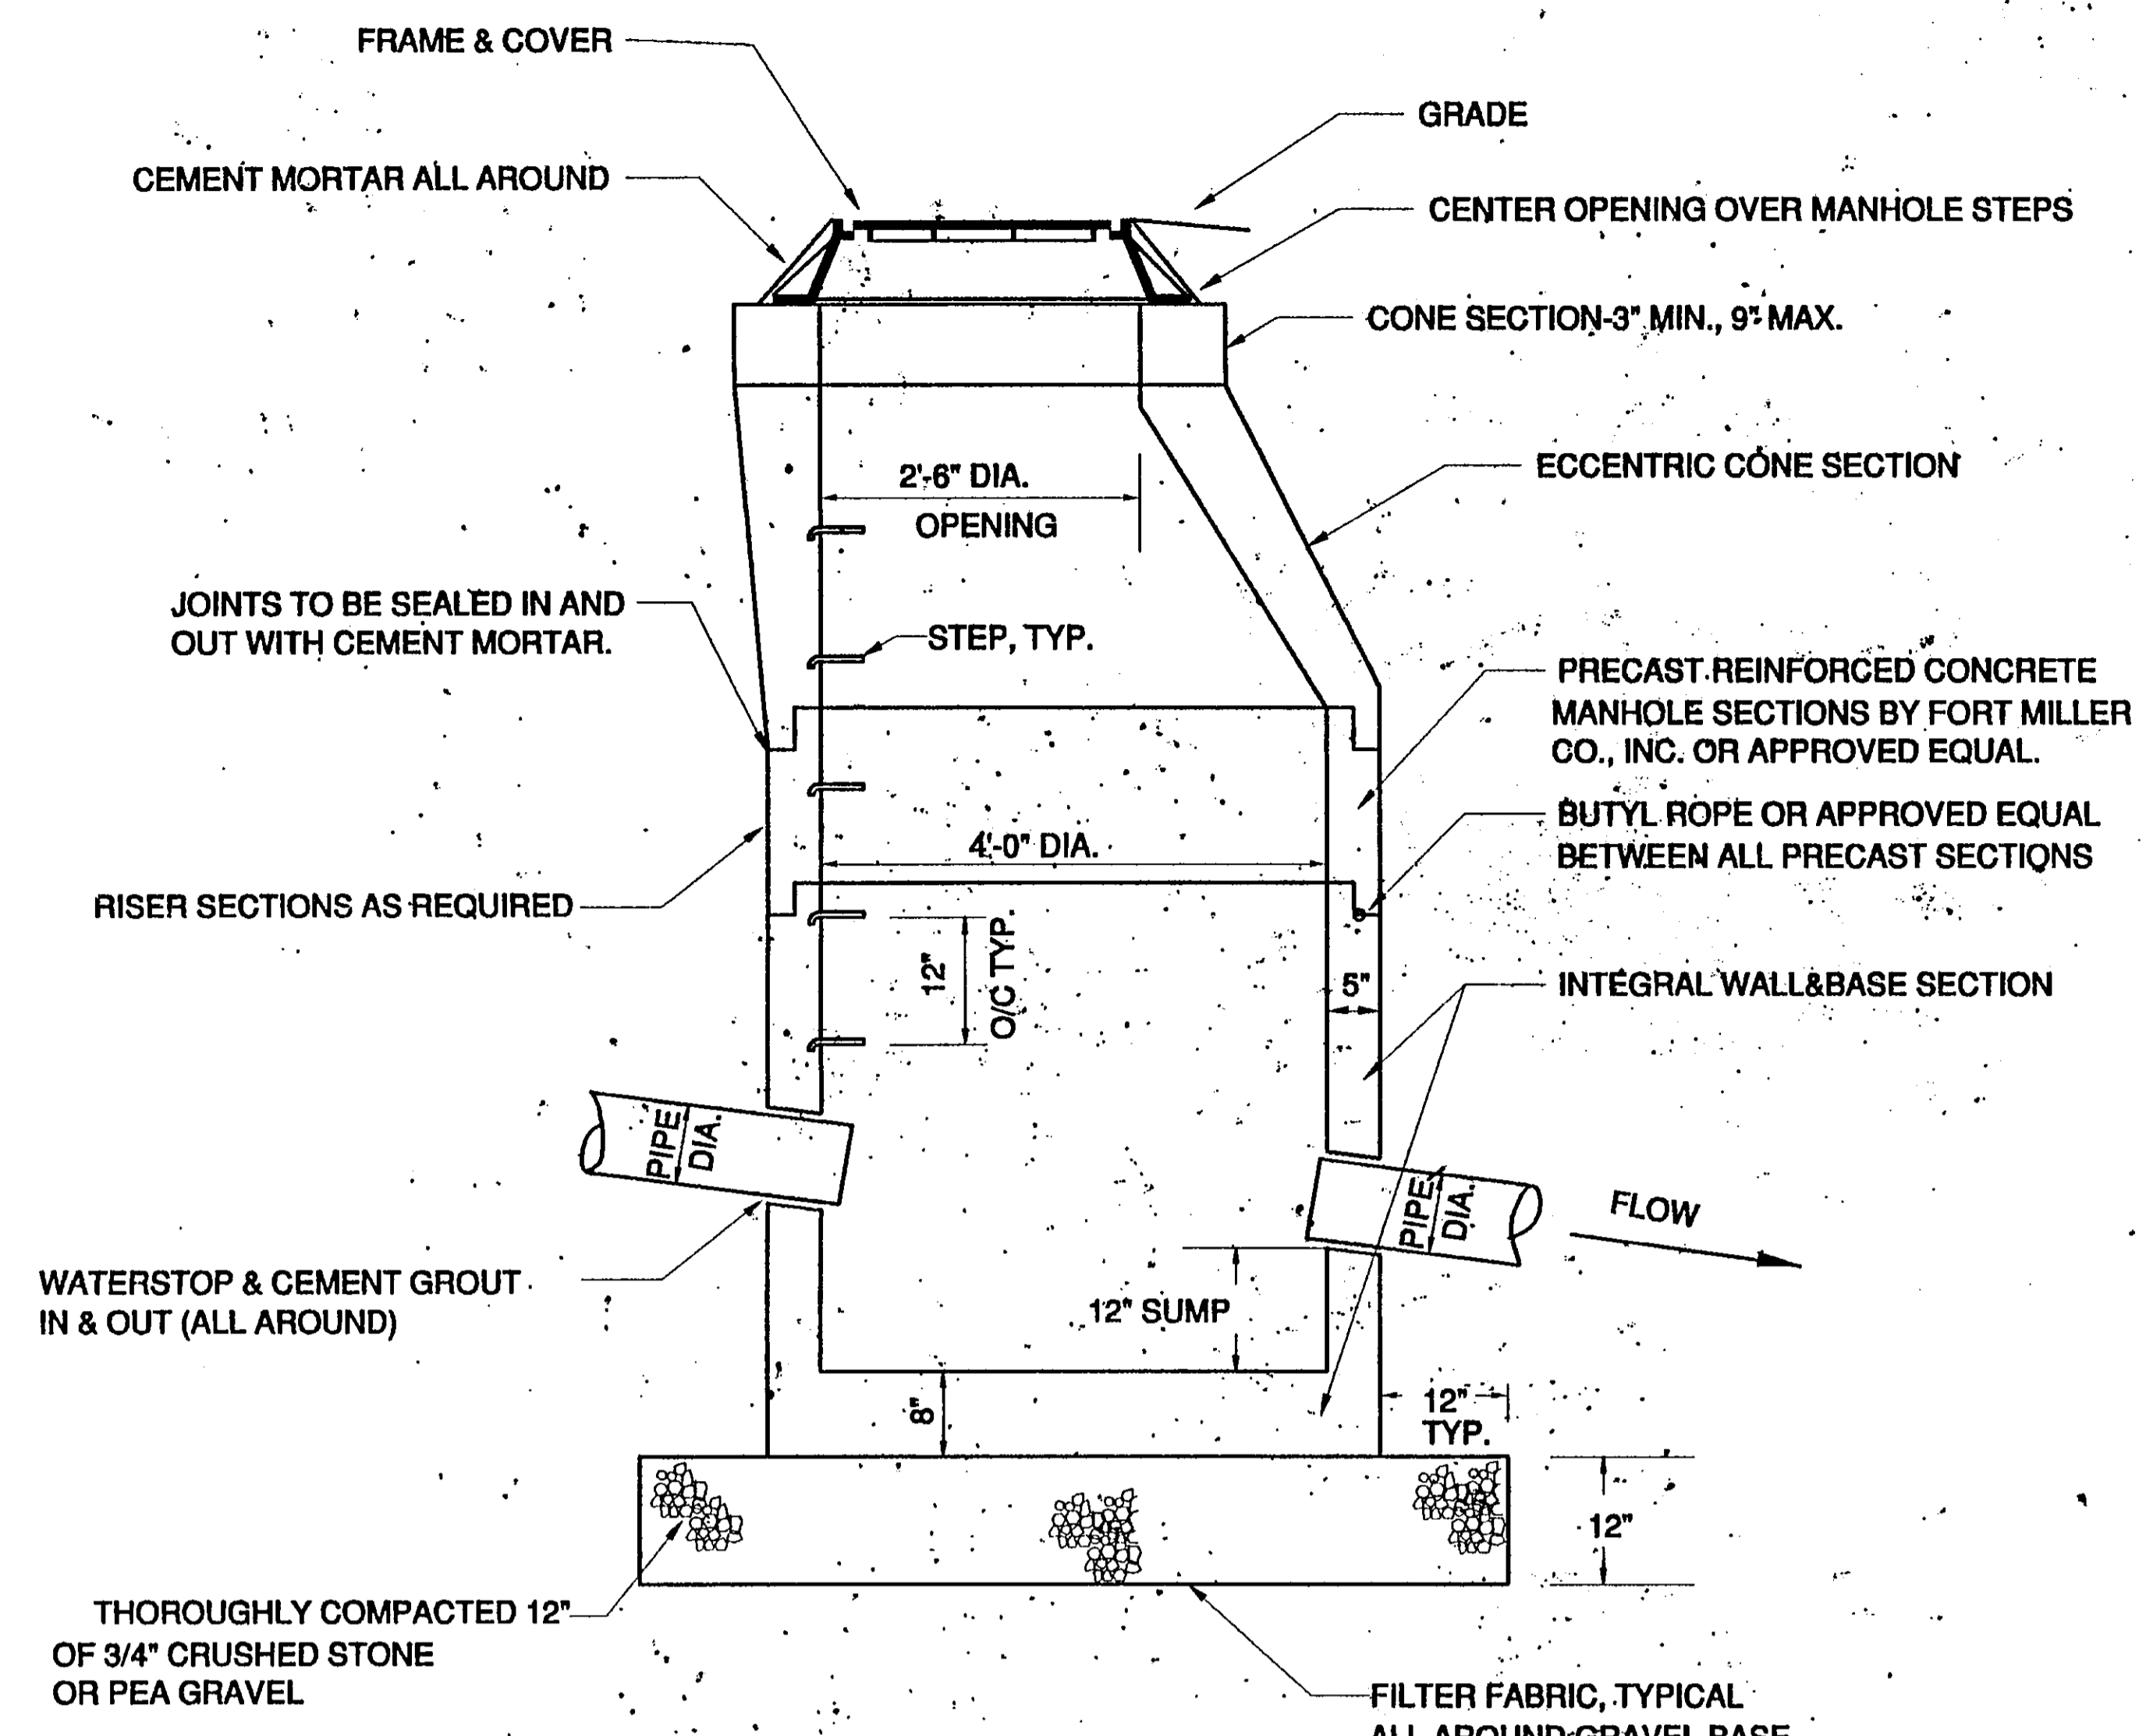 FRAME & COVER
GRADE
CEMENT MORTAR ALL AROUND
CENTER OPENING OVER MANHOLE STEPS
CONE SECTION-3" MIN., 9" MAX.
ECCENTRIC CONE SECTION
2'-6" DIA.
OPENING
JOINTS TO BE SEALED IN AND
OUT WITH CEMENT MORTAR.
STEP, TYP.
PRECAST REINFORCED CONCRETE
MANHOLE SECTIONS BY FORT MILLER
CO., INC. OR APPROVED EQUAL.
BUTYL ROPE OR APPROVED EQUAL
BETWEEN ALL PRECAST SECTIONS
4'-0" DIA.
RISER SECTIONS AS REQUIRED
12"
O/C TYP.
5"
INTEGRAL WALL&BASE SECTION
PIPE
DIA.
PIPE
DIA.
FLOW
WATERSTOP & CEMENT GROUT
IN & OUT (ALL AROUND)
12" SUMP
8"
12"
TYP.
12"
THOROUGHLY COMPACTED 12"
OF 3/4" CRUSHED STONE
OR PEA GRAVEL
FILTER FABRIC, TYPICAL
ALL AROUND GRAVEL BASE